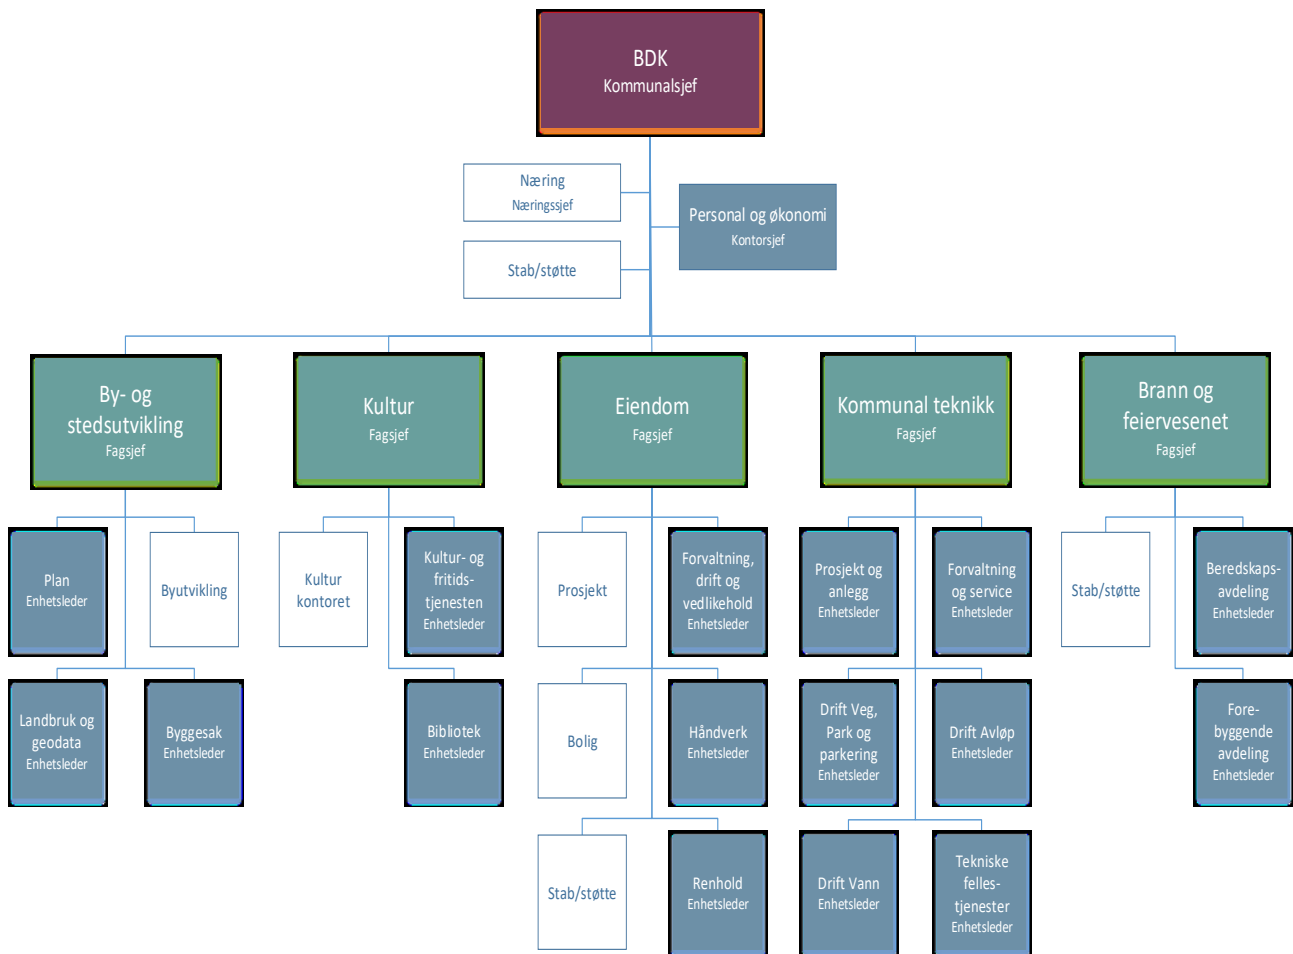 BDK
Kommunalsjef
Næring
Næringssjef
Personal og økonomi
Kontorsjef
Stab/støtte
By- og
stedsutvikling
Fagsjef
Kultur
Fagsjef
Eiendom
Fagsjef
Kommunal teknikk
Fagsjef
Brann og
feiervesenet
Fagsjef
Plan
Enhetsleder
Byutvikling
Kultur
kontoret
Kultur- og
fritids-
tjenesten
Enhetsleder
Prosjekt
Forvaltning,
drift og
vedlikehold
Enhetsleder
Prosjekt og
anlegg
Enhetsleder
Forvaltning
og service
Enhetsleder
Stab/støtte
Beredskaps-
avdeling
Enhetsleder
Landbruk og
geodata
Enhetsleder
Byggesak
Enhetsleder
Bibliotek
Enhetsleder
Bolig
Håndverk
Enhetsleder
Drift Veg,
Park og
parkering
Enhetsleder
Drift Avløp
Enhetsleder
Fore-
byggende
avdeling
Enhetsleder
Stab/støtte
Renhold
Enhetsleder
Drift Vann
Enhetsleder
Tekniske
felles-
tjenester
Enhetsleder